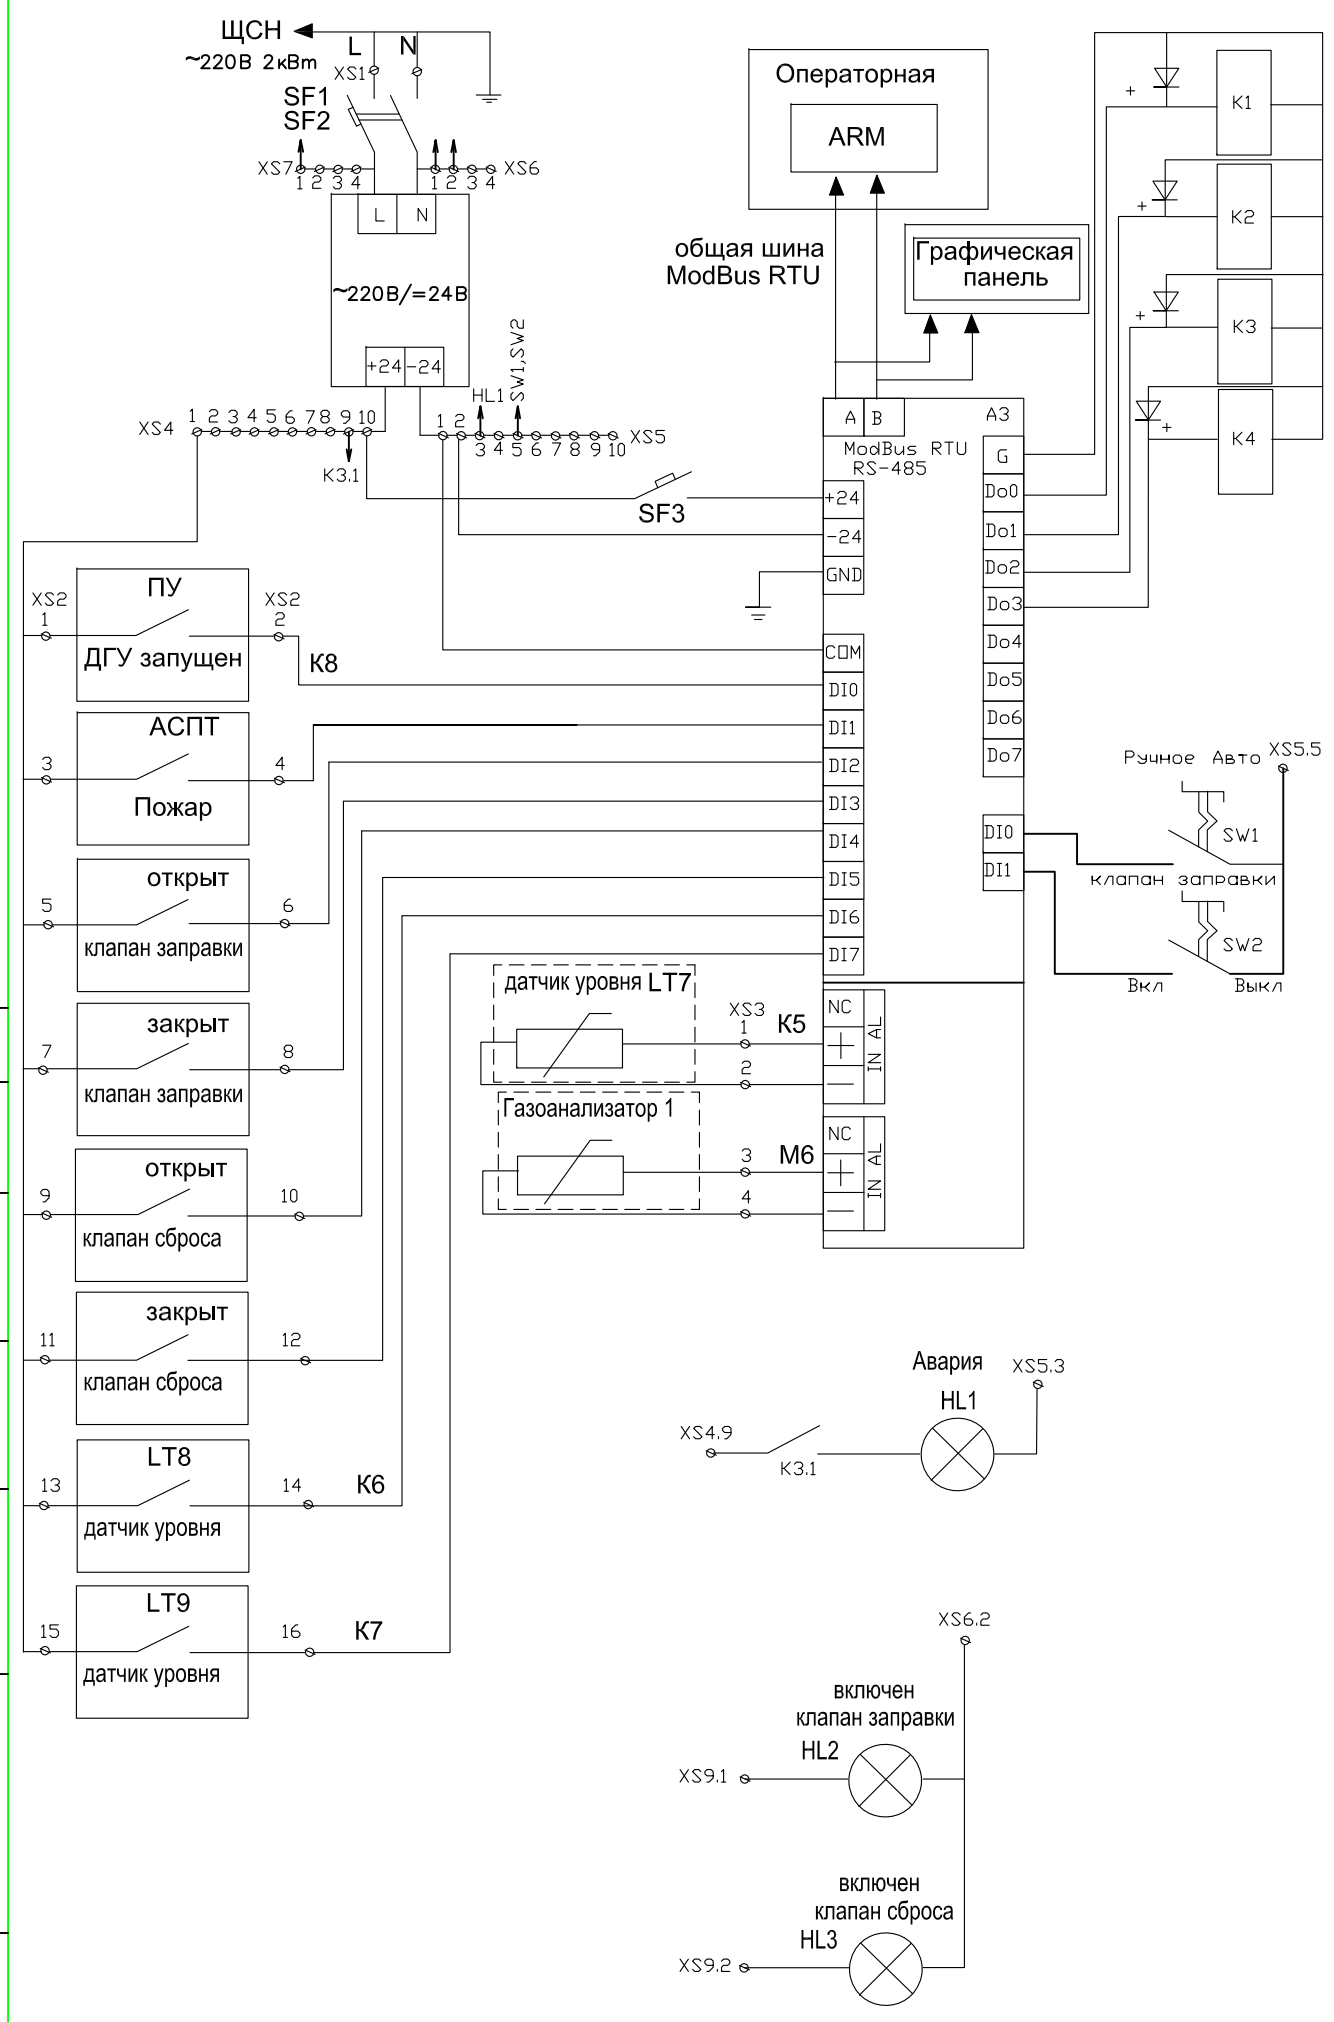 ЩСН
~220В 2кВт
L N
XS1
SF1
SF2
XS7 1 2 3 4
1 2 3 4 XS6
L N
~220В/=24В
+24 -24
XS4 1 2 3 4 5 6 7 8 9 10
К3.1
HL1
SW1,SW2
1 2 3 4 5 6 7 8 9 10 XS5
SF3
Операторная
ARM
общая шина
ModBus RTU
Графическая
панель
K1
+
K2
+
K3
+
K4
+
A B
A3
ModBus RTU
RS-485
+24
-24
GND
COM
DI0
DI1
DI2
DI3
DI4
DI5
DI6
DI7
G
Do0
Do1
Do2
Do3
Do4
Do5
Do6
Do7
DI0
DI1
XS2
1
ПУ
ДГУ запущен
XS2
2
К8
3
АСПТ
Пожар
4
5
открыт
клапан заправки
6
7
закрыт
клапан заправки
8
9
открыт
клапан сброса
10
11
закрыт
клапан сброса
12
13
LT8
датчик уровня
14
К6
15
LT9
датчик уровня
16
К7
датчик уровня LT7
XS3
1
К5
2
NC
+
—
IN AL
Газоанализатор 1
3
М6
4
NC
+
—
IN AL
Ручное Авто
XS5.5
SW1
клапан заправки
SW2
Вкл Выкл
Авария
XS5.3
HL1
XS4.9
К3.1
XS6.2
включен
клапан заправки
HL2
XS9.1
включен
клапан сброса
HL3
XS9.2